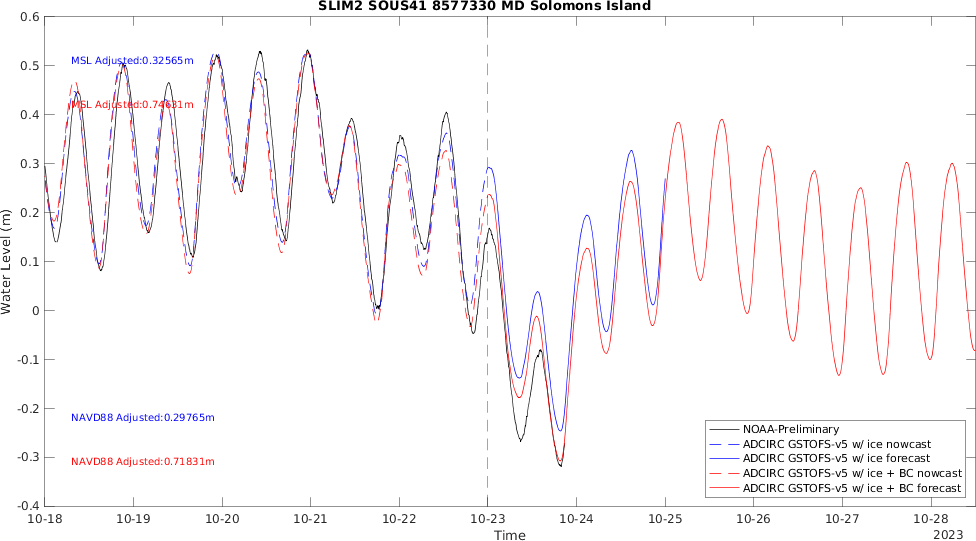 SLIM2 SOUS41 8577330 MD Solomons Island
0.6
0.5
0.4
0.3
0.2
0.1
0
-0.1
-0.2
-0.3
-0.4
Water Level (m)
MSL Adjusted:0.32565m
MSL Adjusted:0.74631m
NAVD88 Adjusted:0.29765m
NAVD88 Adjusted:0.71831m
NOAA-Preliminary
ADCIRC GSTOFS-v5 w/ ice nowcast
ADCIRC GSTOFS-v5 w/ ice forecast
ADCIRC GSTOFS-v5 w/ ice + BC nowcast
ADCIRC GSTOFS-v5 w/ ice + BC forecast
10-18 10-19 10-20 10-21 10-22 10-23 10-24 10-25 10-26 10-27 10-28
Time
2023